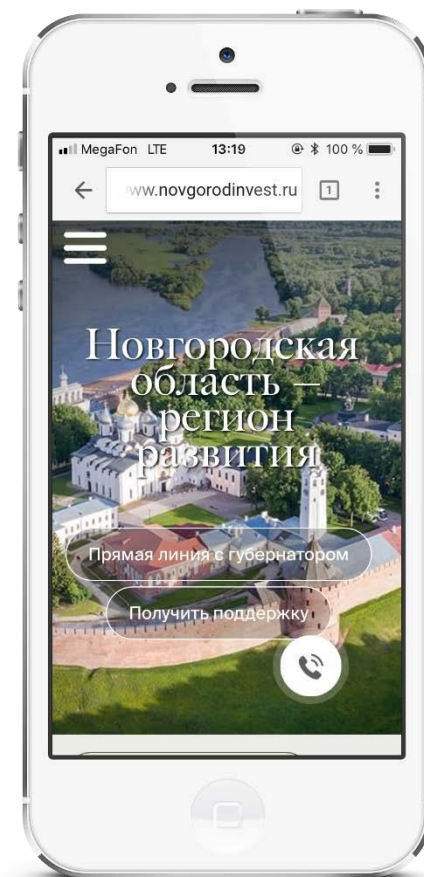 MegaFon LTE 13:19 100 %
ww.novgorodinvest.ru 1
Новгородская
область —
регион
развития
Прямая линия с губернатором
Получить поддержку